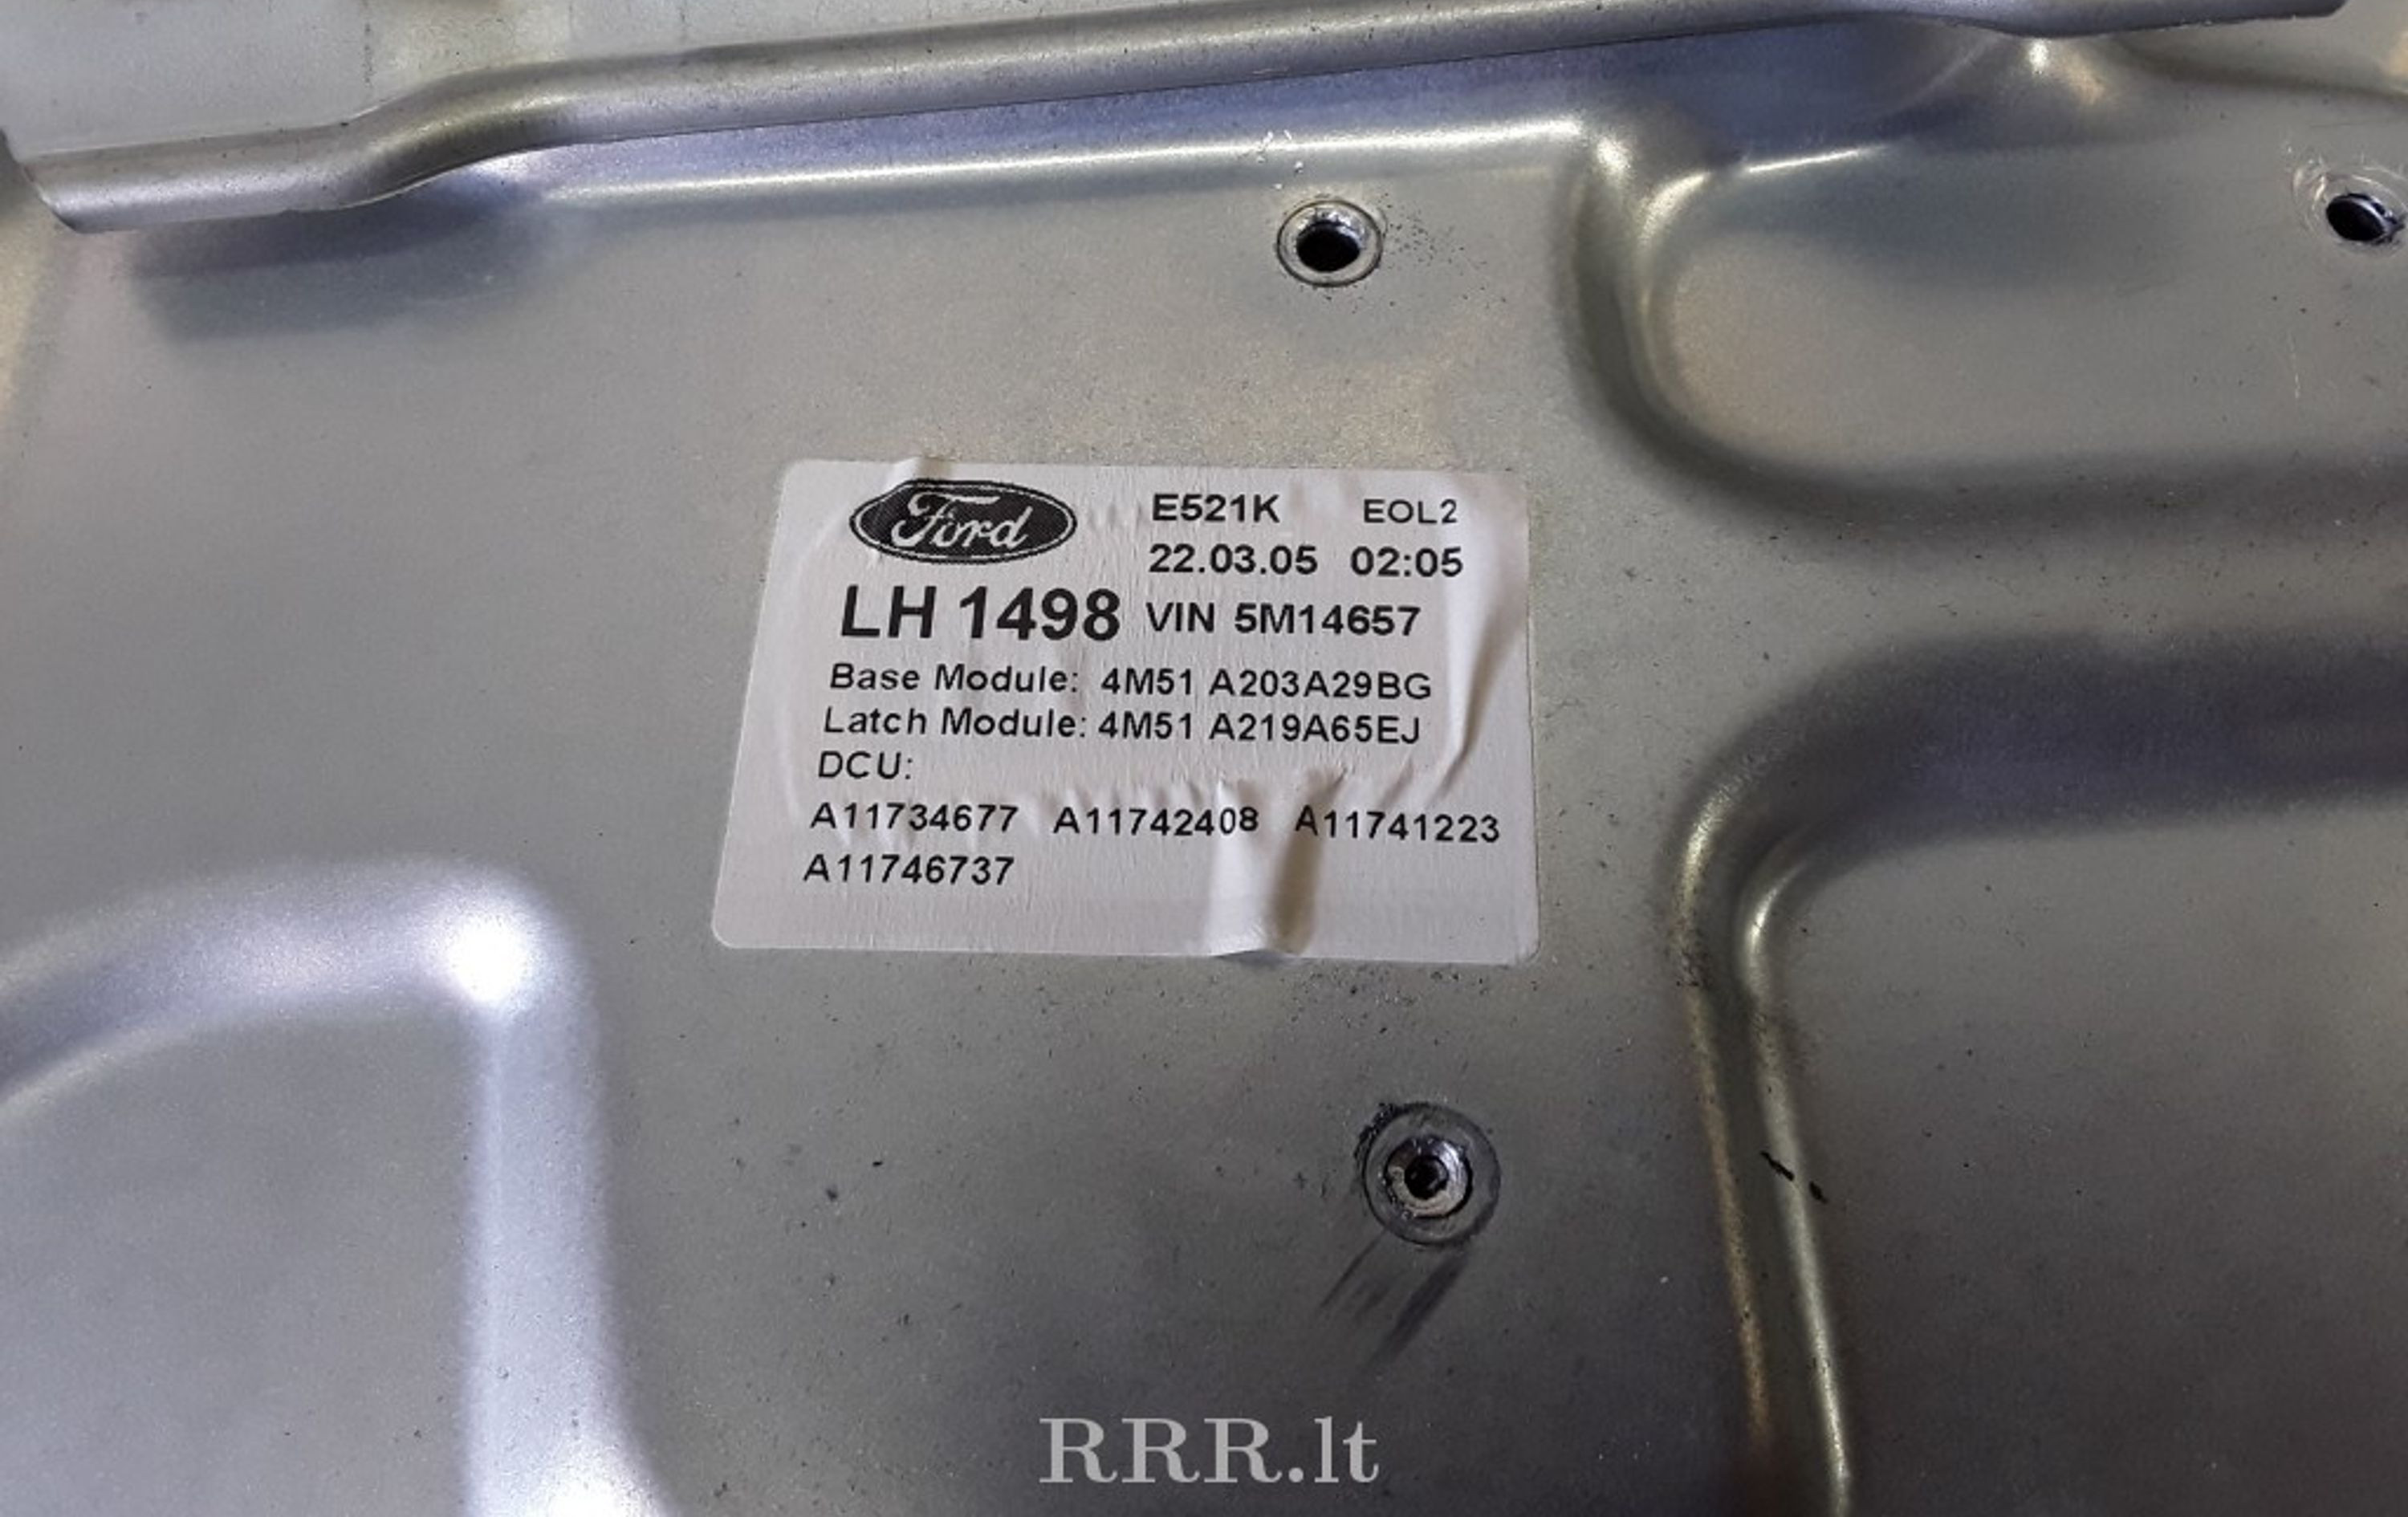 Ford E521K EOL2
22.03.05 02:05
LH 1498 VIN 5M14657
Base Module: 4M51 A203A29BG
Latch Module: 4M51 A219A65EJ
DCU:
A11734677 A11742408 A11741223
A11746737
RRR.lt